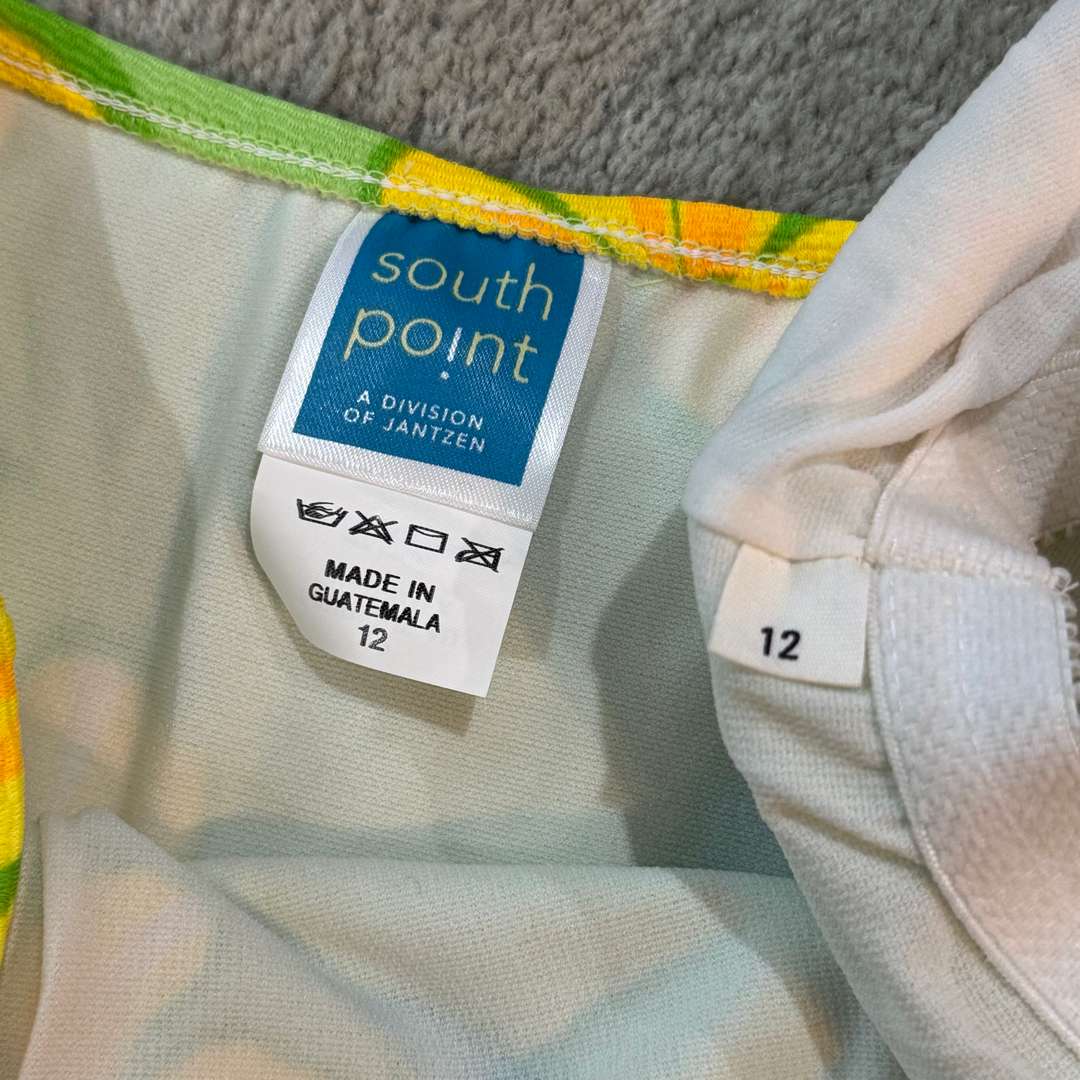 south
point
A DIVISION
OF JANTZEN
MADE IN
GUATEMALA
12
12